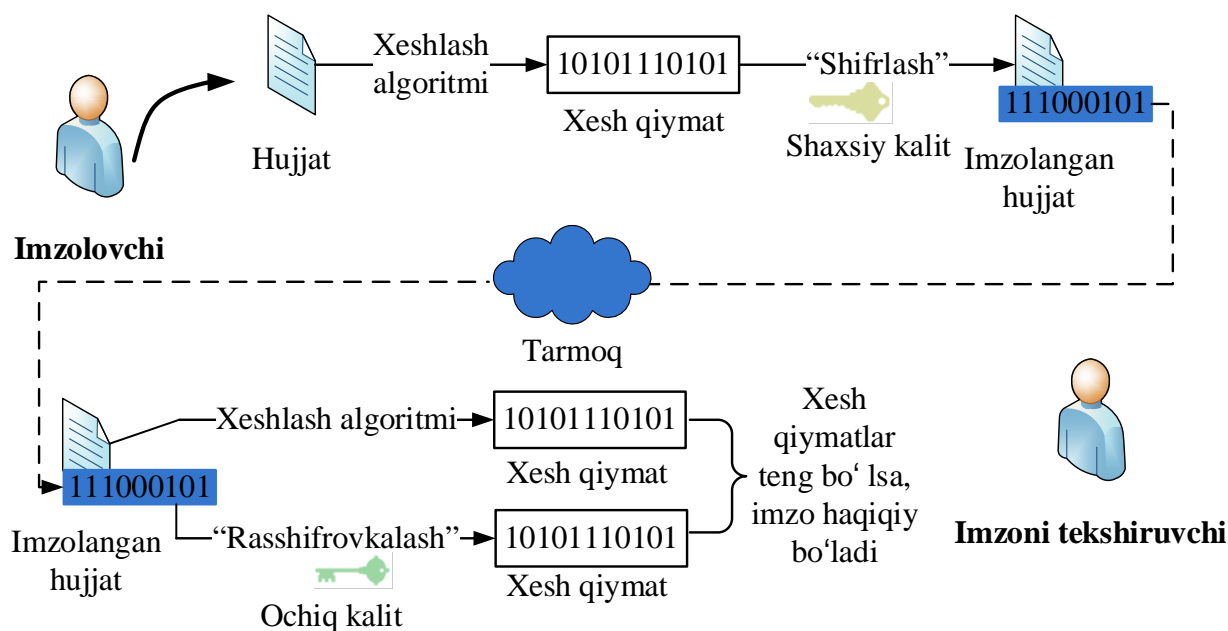 Xeshlash
algoritmi
10101110101
“Shifrlash”
111000101
Hujjat
Xesh qiymat
Shaxsiy kalit
Imzolangan
hujjat
Imzolovchi
Tarmoq
Xeshlash algoritmi
10101110101
Xesh qiymat
111000101
Imzolangan
hujjat
“Rasshifrovkalash”
10101110101
Xesh qiymat
Ochiq kalit
Xesh
qiymatlar
teng bo‘ lsa,
imzo haqiqiy
bo‘ladi
Imzoni tekshiruvchi